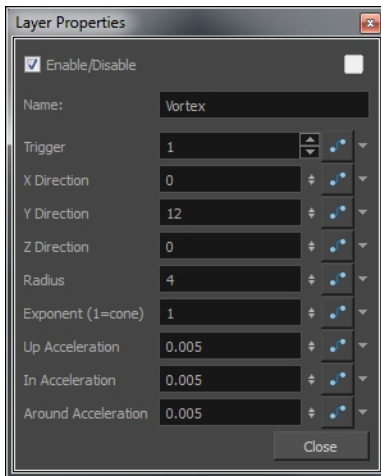 Layer Properties
Enable/Disable
Name: Vortex
Trigger 1
X Direction 0
Y Direction 12
Z Direction 0
Radius 4
Exponent (1=cone) 1
Up Acceleration 0.005
In Acceleration 0.005
Around Acceleration 0.005
Close